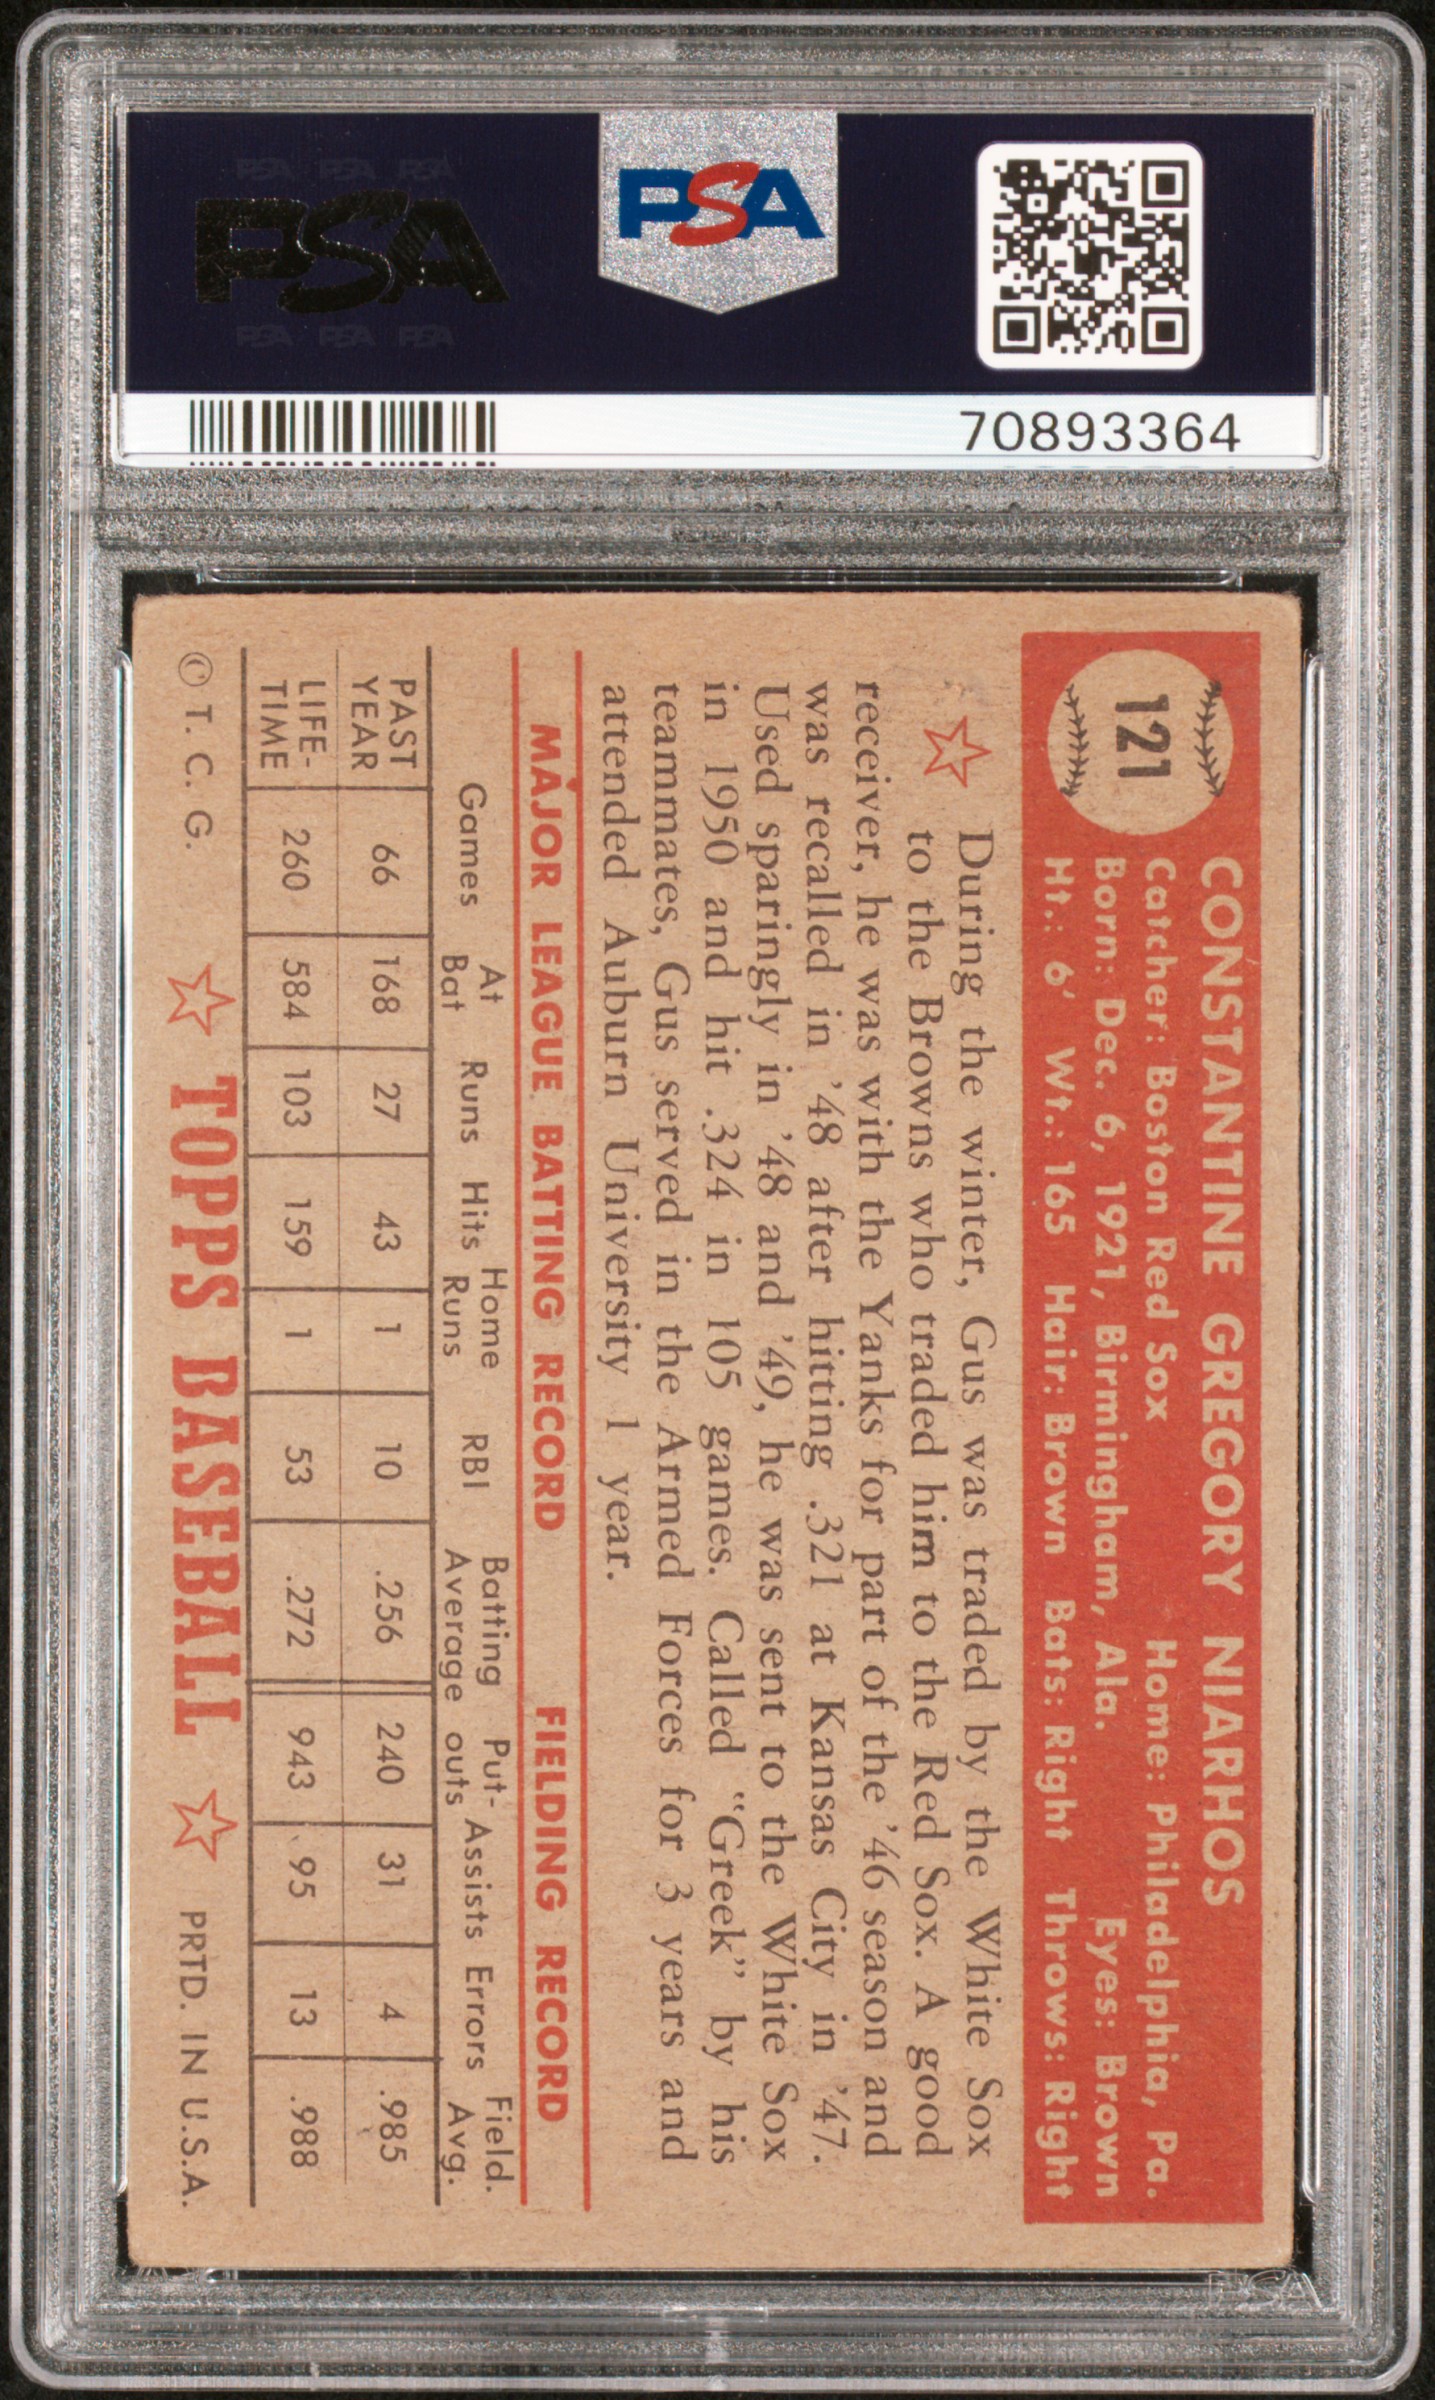 PSA PSA PSA
PSA
PSA PSA PSA
PSA
70893364
121
CONSTANTINE GREGORY NIARHOS
Catcher: Boston Red Sox Home: Philadelphia, Pa.
Born: Dec. 6, 1921, Birmingham, Ala. Eyes: Brown
Ht.: 6' Wt.: 165 Hair: Brown Bats: Right Throws: Right
During the winter, Gus was traded by the White Sox
to the Browns who traded him to the Red Sox. A good
receiver, he was with the Yanks for part of the '46 season and
was recalled in '48 after hitting .321 at Kansas City in '47.
Used sparingly in '48 and '49, he was sent to the White Sox
in 1950 and hit .324 in 105 games. Called "Greek" by his
teammates, Gus served in the Armed Forces for 3 years and
attended Auburn University 1 year.
MAJOR LEAGUE BATTING RECORD FIELDING RECORD
Games At Bat Runs Hits Home Runs RBI Batting Average Put-outs Assists Errors Field. Avg.
PAST YEAR 66 168 27 43 1 10 .256 240 31 4 .985
LIFE-TIME 260 584 103 159 1 53 .272 943 95 13 .988
© T. C. G. TOPPS BASEBALL PRTD. IN U.S.A.
PSA